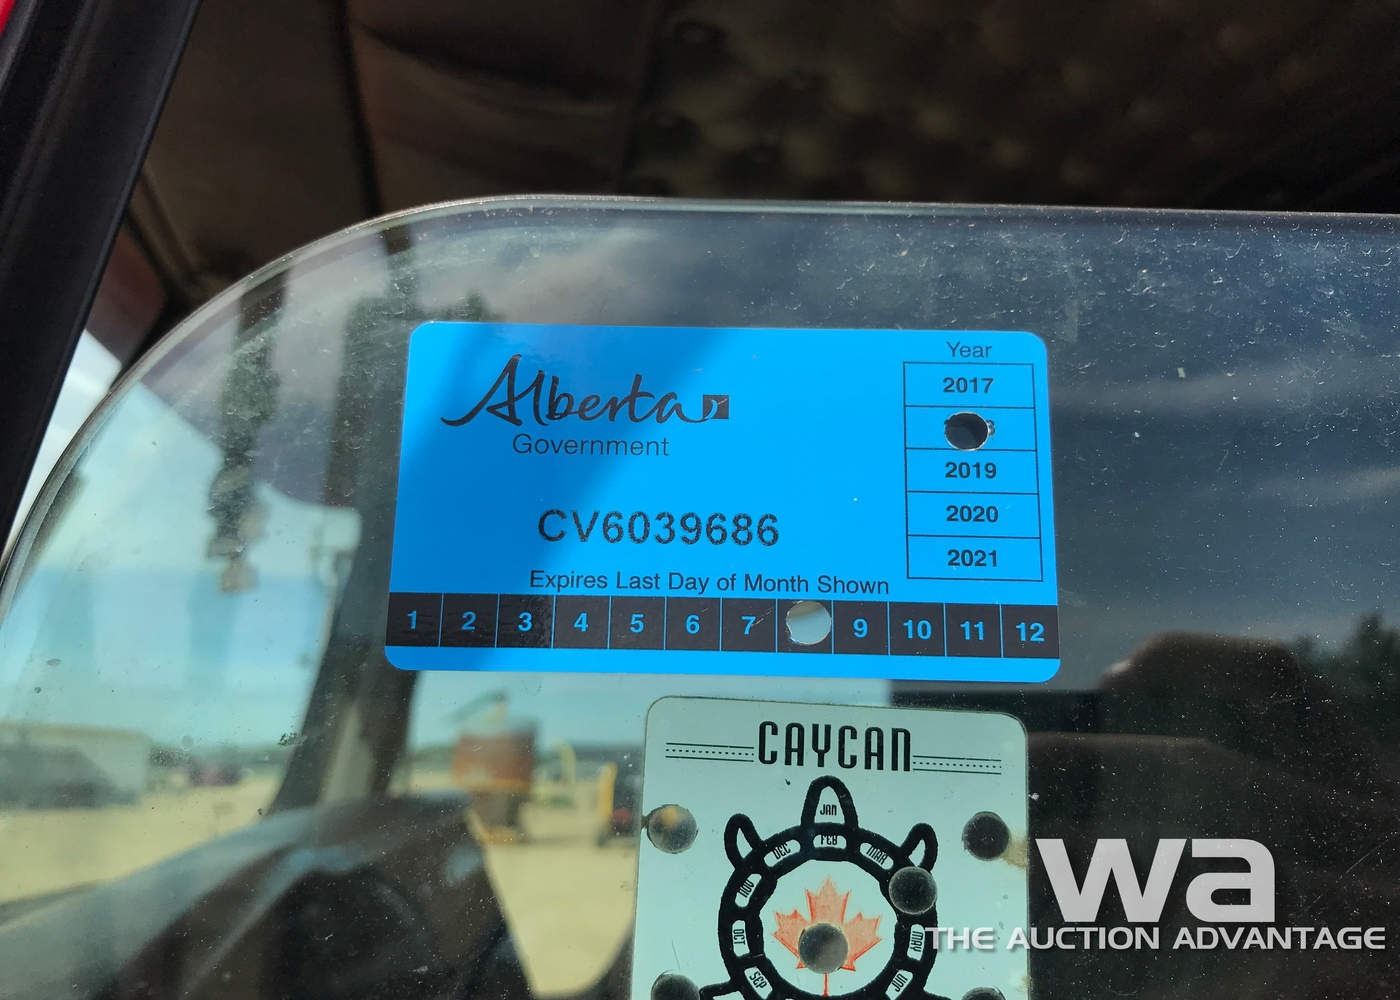 Alberta
Government
Year
2017
2019
2020
2021
CV6039686
Expires Last Day of Month Shown
1 2 3 4 5 6 7 9 10 11 12
CAYCAN
JAN
DEC FEB MAR
NOV
OCT MAY
SEP JUN
wa
THE AUCTION ADVANTAGE